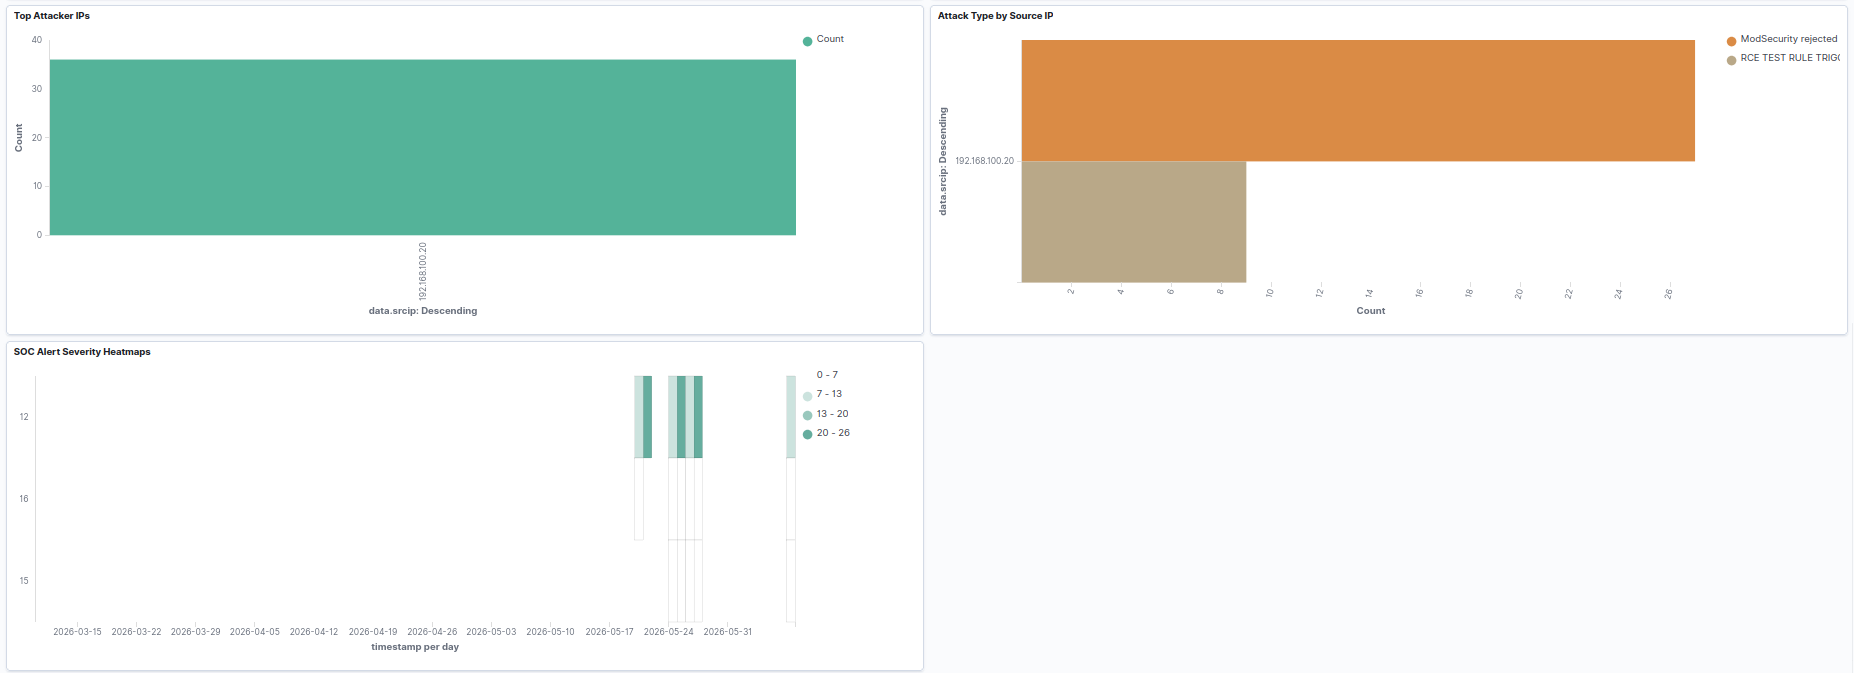 Top Attacker IPs
40
30
20
10
0
Count
192.168.100.20
data.srcip: Descending
Count
Attack Type by Source IP
data.srcip: Descending
192.168.100.20
2
4
6
8
10
12
14
16
18
20
22
24
26
Count
ModSecurity rejected
RCE TEST RULE TRIGG
SOC Alert Severity Heatmaps
12
16
15
2026-03-15
2026-03-22
2026-03-29
2026-04-05
2026-04-12
2026-04-19
2026-04-26
2026-05-03
2026-05-10
2026-05-17
2026-05-24
2026-05-31
timestamp per day
0 - 7
7 - 13
13 - 20
20 - 26